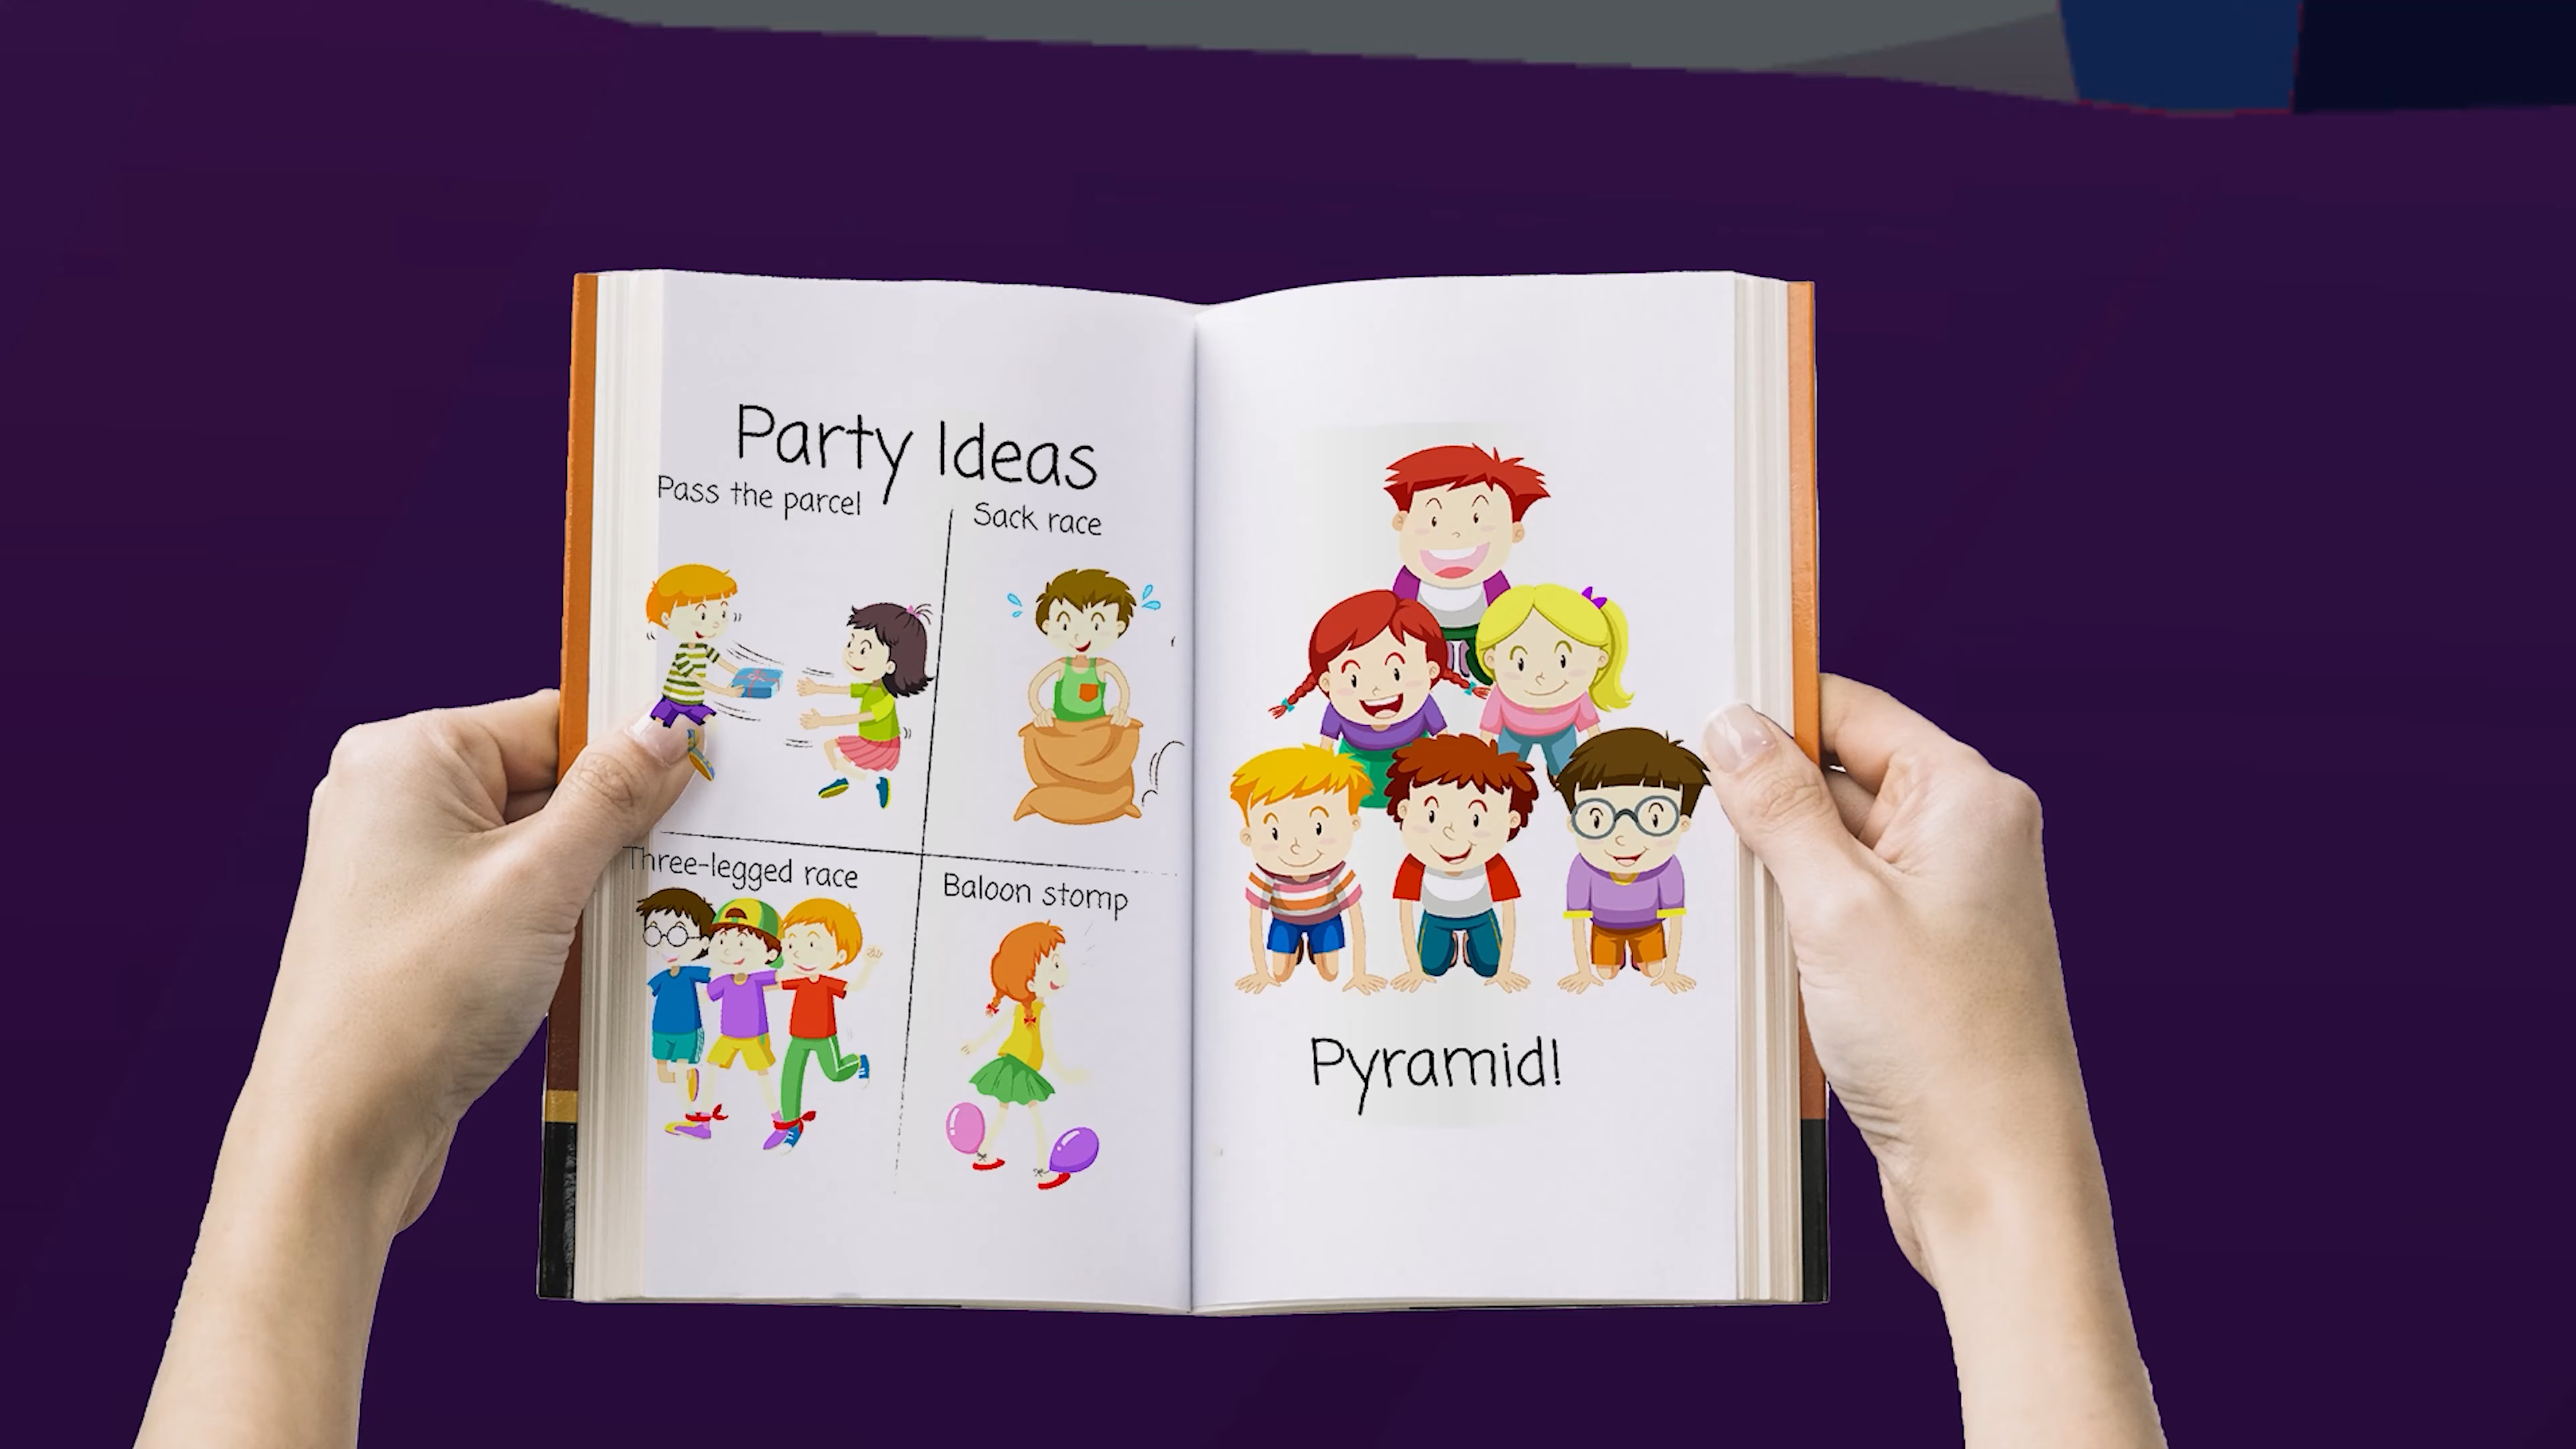 Party Ideas
Pass the parcel
Sack race
Three-legged race
Baloon stomp
Pyramid!